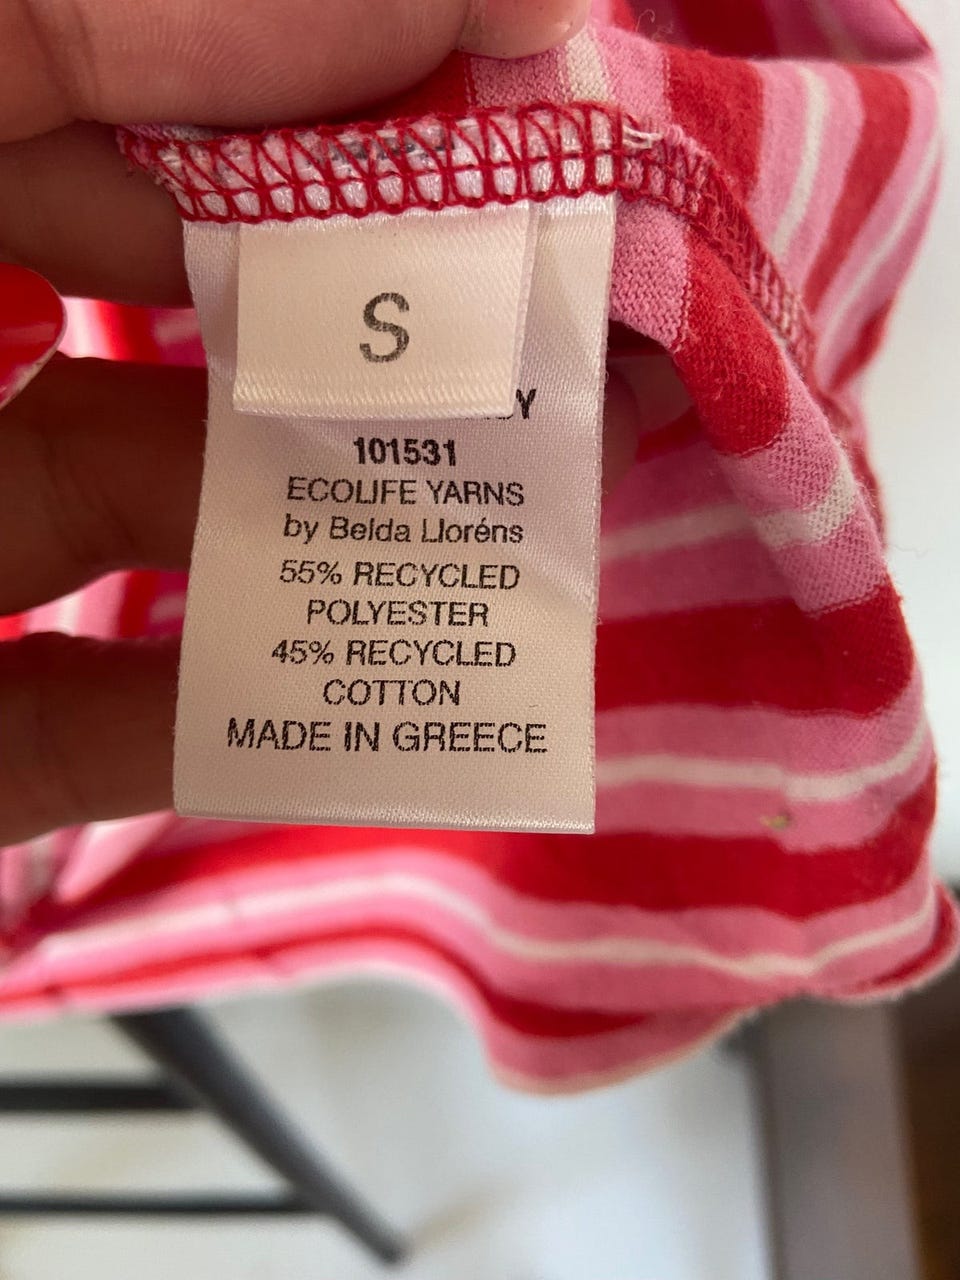 S
101531
ECOLIFE YARNS
by Belda Lloréns
55% RECYCLED
POLYESTER
45% RECYCLED
COTTON
MADE IN GREECE